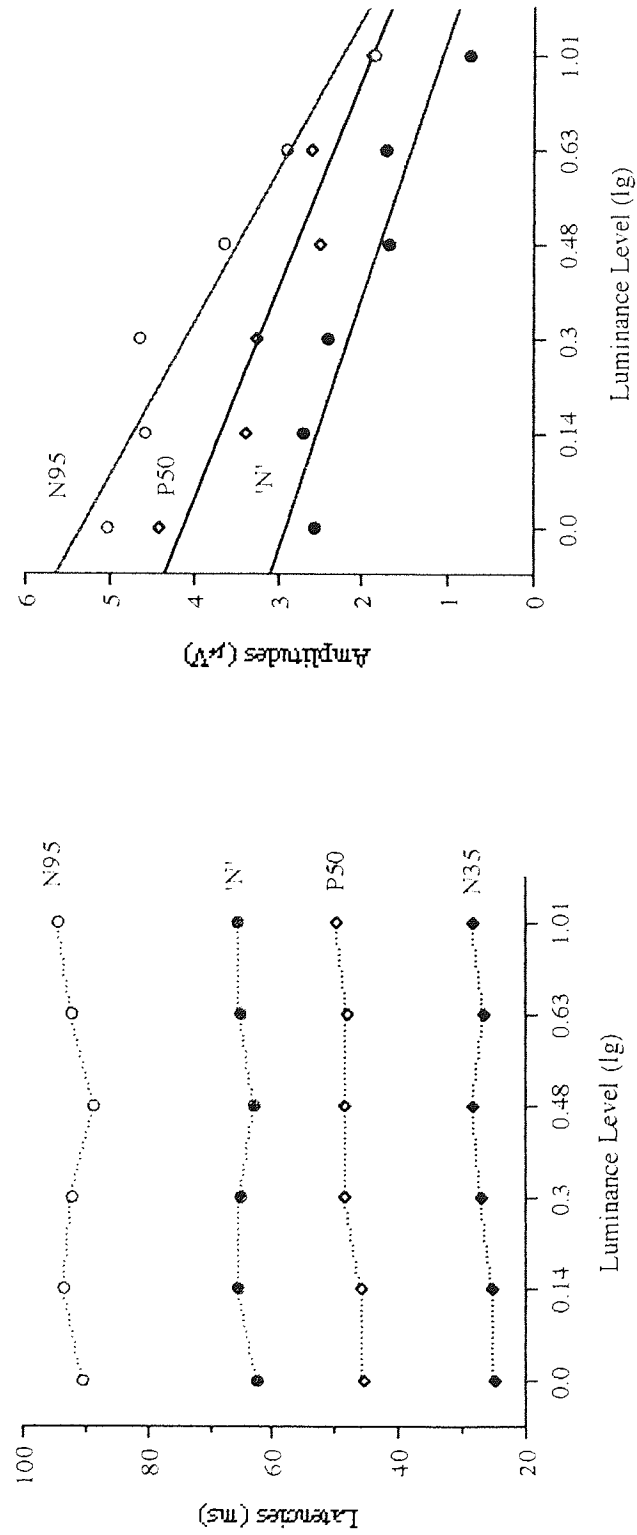 Latencies (ms)
100
80
60
40
20
N95
'N'
P50
N35
0.0
0.14
0.3
0.48
0.63
1.01
Luminance Level (lg)
Amplitudes (μV)
6
5
4
3
2
1
0
N95
P50
'N'
0.0
0.14
0.3
0.48
0.63
1.01
Luminance Level (lg)